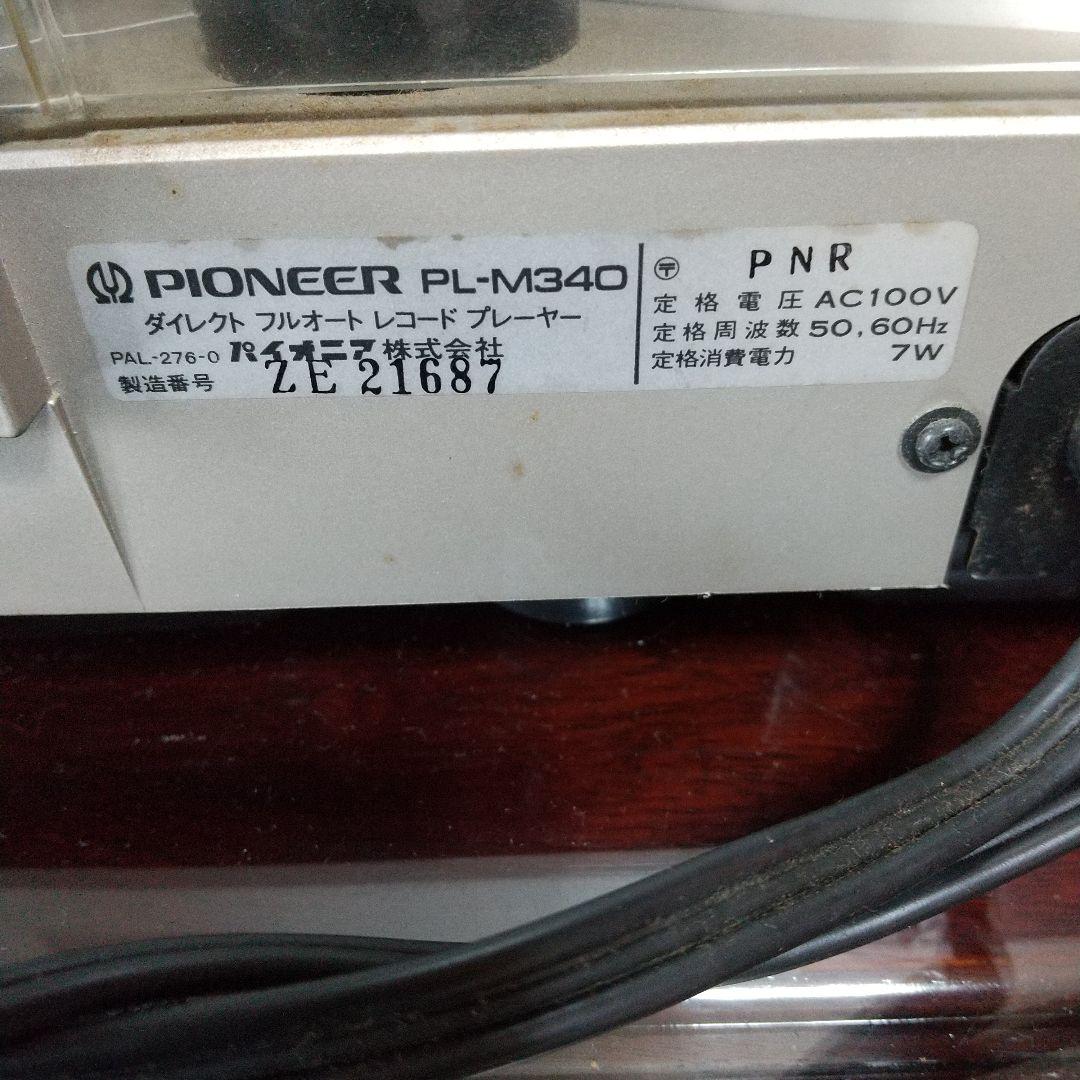 PIONEER PL-M340
ダイレクト フルオート レコード プレーヤー
PAL-276-0 パイオニア株式会社
製造番号 ZE 21687
〒 PNR
定格電圧 AC100V
定格周波数 50,60Hz
定格消費電力 7W